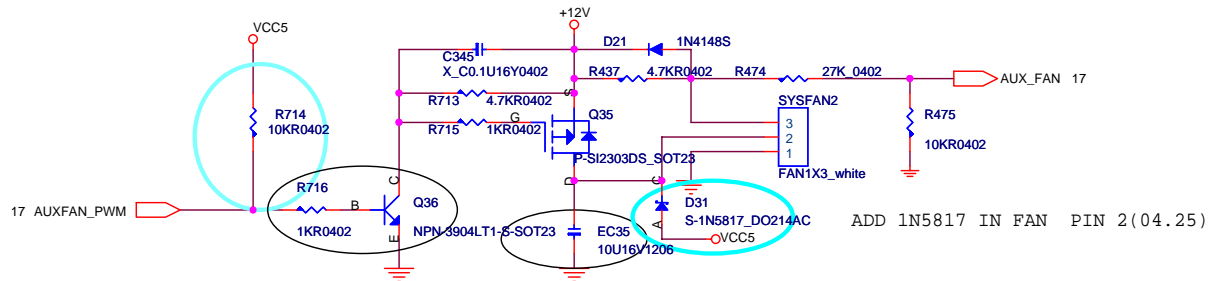 +12V
VCC5
D21 1N4148S
C345
X_C0.1U16Y0402
R437 4.7KR0402 R474 27K_0402
AUX_FAN 17
R713 4.7KR0402
S
SYSFAN2
R714
10KR0402
R715 1KR0402
G
Q35
3
2
1
R475
10KR0402
P-SI2303DS_SOT23
FAN1X3_white
D
C
R716
C
B
Q36
D31
S-1N5817_DO214AC
ADD 1N5817 IN FAN PIN 2(04.25)
17 AUXFAN_PWM
1KR0402
E
NPN-3904LT1-S-SOT23
EC35
10U16V1206
A
VCC5